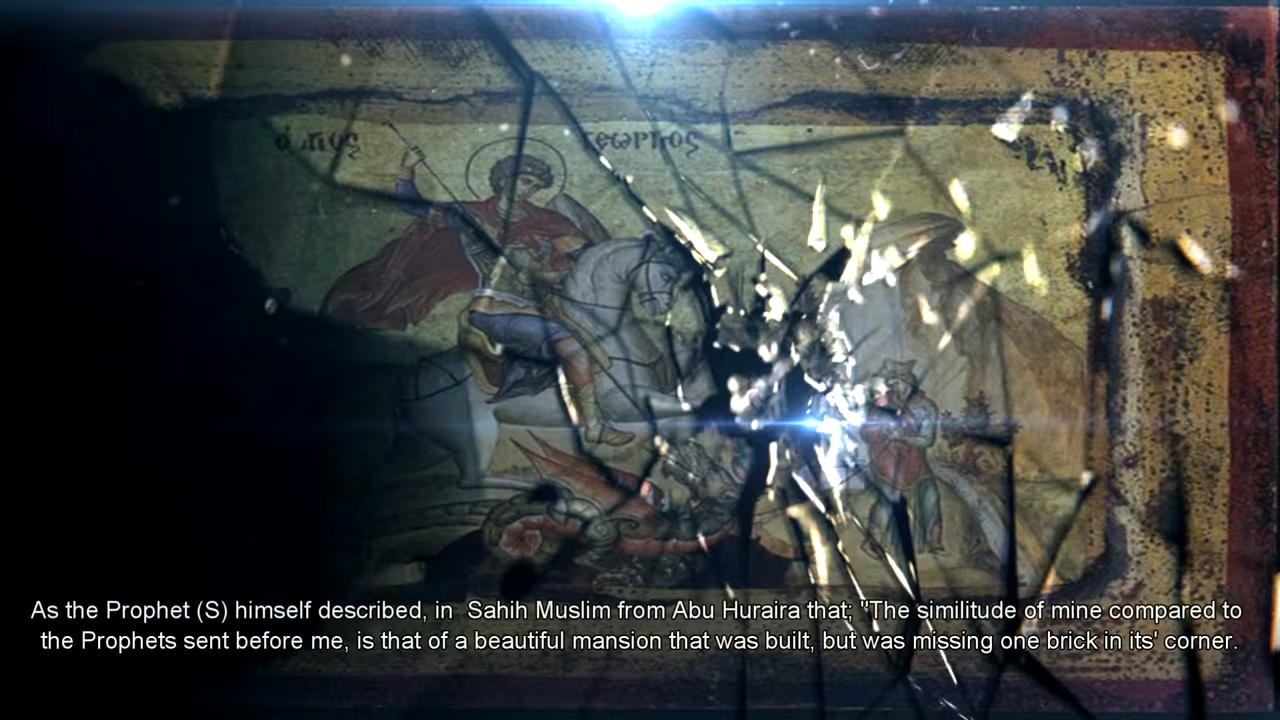 ὁ ἅγιος γεωργιος
As the Prophet (S) himself described, in  Sahih Muslim from Abu Huraira that; "The similitude of mine compared to
the Prophets sent before me, is that of a beautiful mansion that was built, but was missing one brick in its' corner.